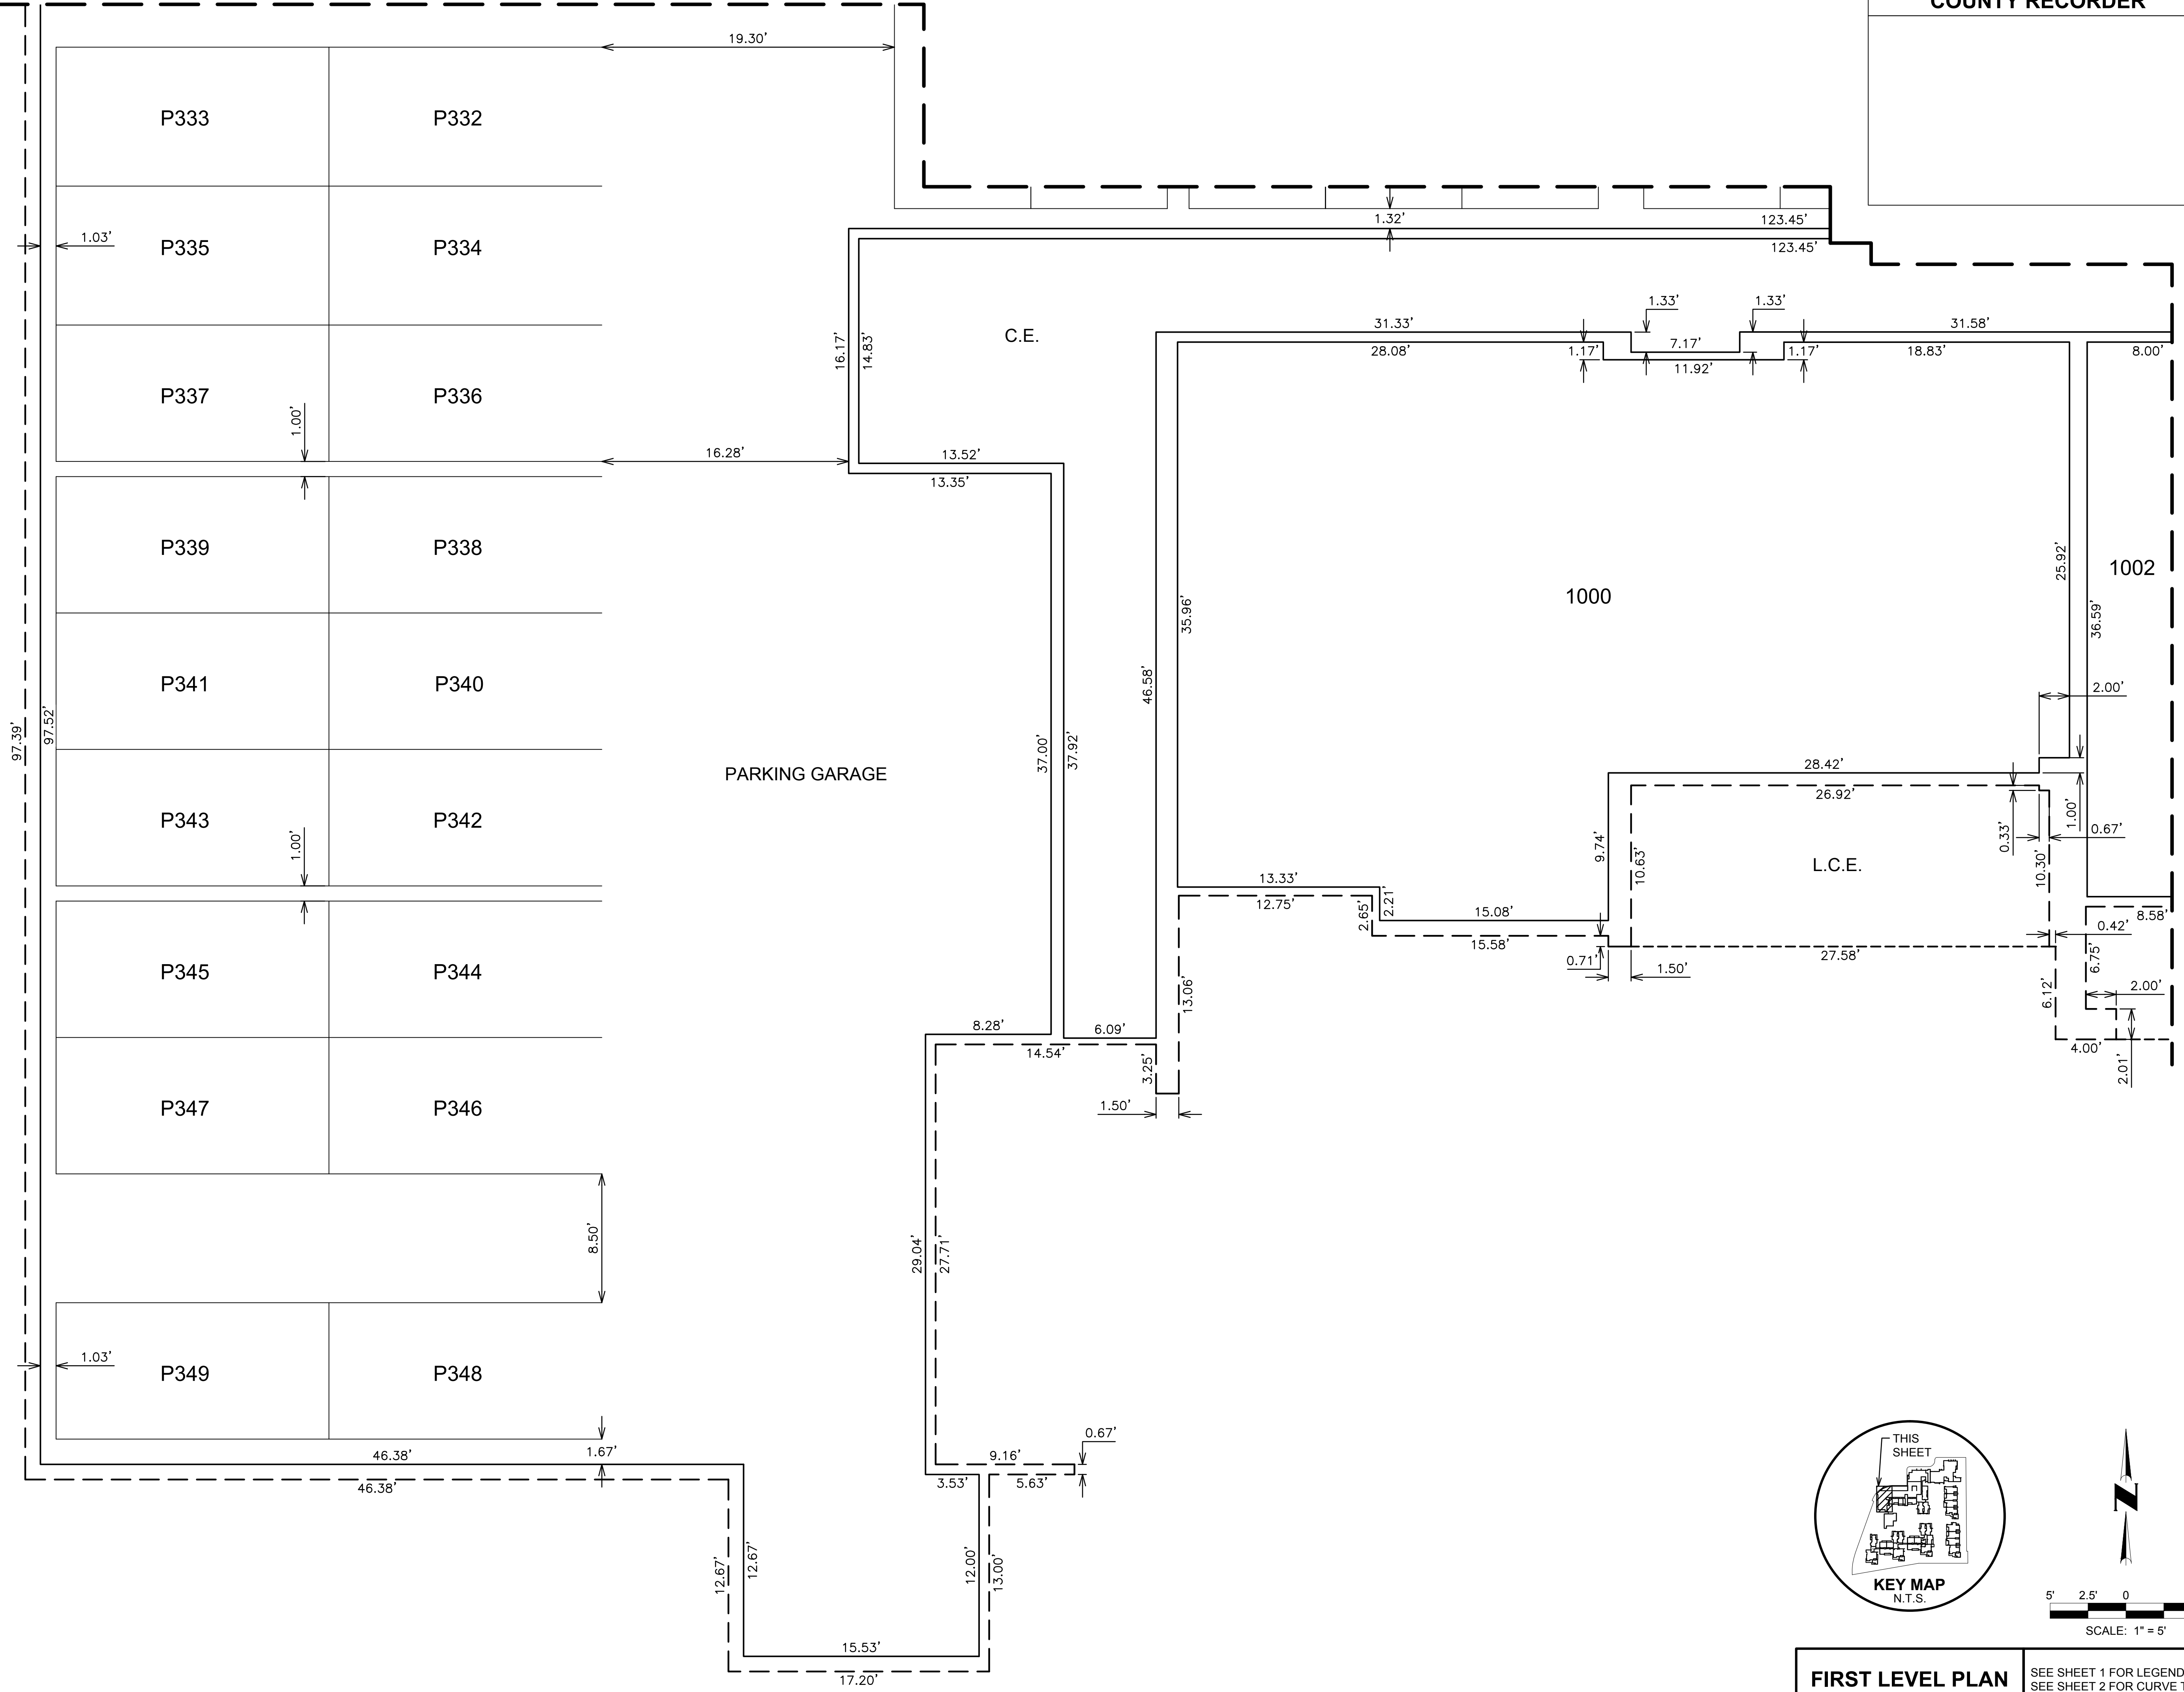 COUNTY RECORDER
19.30'
P333
P332
1.32'
123.45'
1.03'
P335
P334
123.45'
1.33'
1.33'
31.33'
31.58'
C.E.
16.17'
14.83'
28.08'
1.17'
7.17'
1.17'
18.83'
8.00'
11.92'
P337
P336
1.00'
16.28'
13.52'
13.35'
P339
P338
25.92'
1002
1000
35.96'
36.59'
P341
P340
46.58'
2.00'
97.39'
97.52'
37.00'
37.92'
PARKING GARAGE
28.42'
26.92'
P343
P342
1.00'
0.33'
1.00'
0.67'
9.74'
10.63'
L.C.E.
10.30'
13.33'
12.75'
2.65'
2.21'
15.08'
15.58'
8.58'
0.42'
27.58'
6.75'
0.71'
1.50'
P345
P344
13.06'
6.12'
2.00'
8.28'
6.09'
14.54'
4.00'
3.25'
2.01'
1.50'
P347
P346
8.50'
29.04'
27.71'
P349
P348
1.03'
46.38'
1.67'
46.38'
9.16'
0.67'
3.53'
5.63'
12.67'
12.67'
12.00'
13.00'
15.53'
17.20'
THIS
SHEET
KEY MAP
N.T.S.
N
5' 2.5' 0
SCALE: 1" = 5'
FIRST LEVEL PLAN
SEE SHEET 1 FOR LEGEND
SEE SHEET 2 FOR CURVE